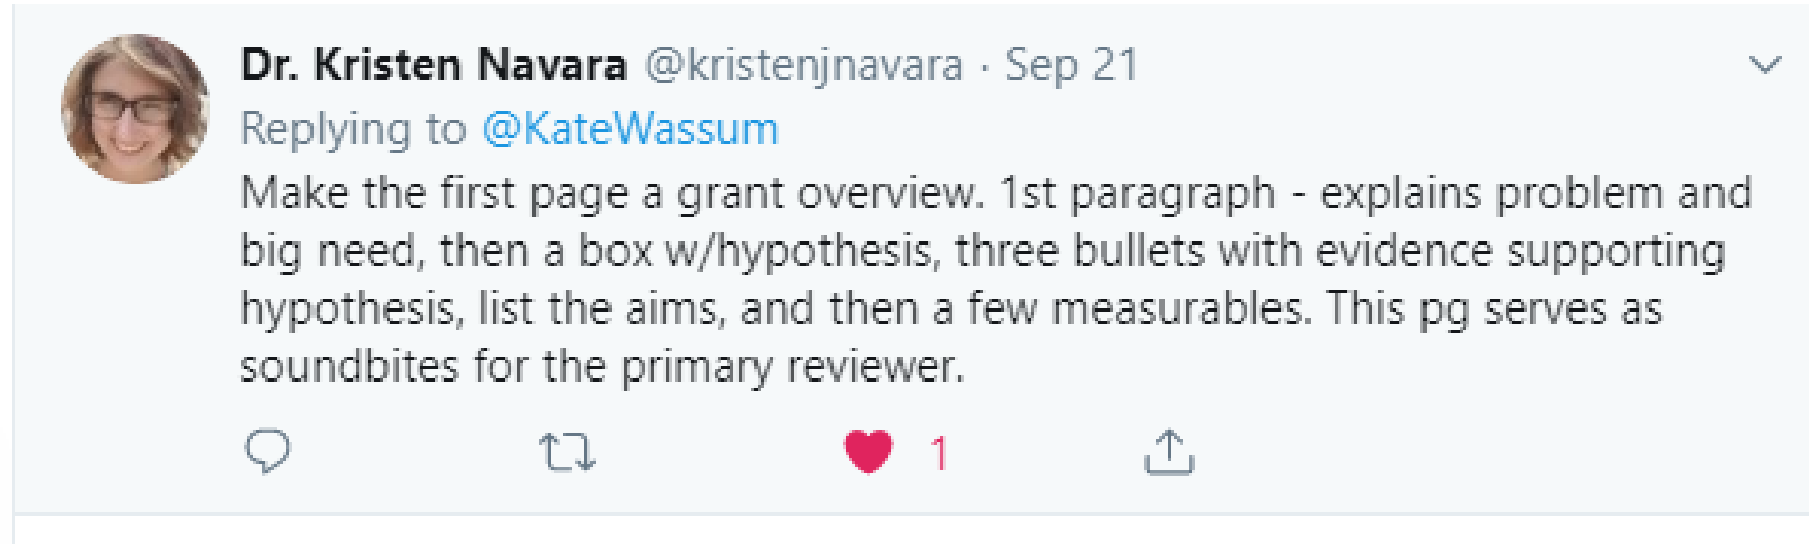 Dr. Kristen Navara @kristenjnavara · Sep 21
Replying to @KateWassum
Make the first page a grant overview. 1st paragraph - explains problem and
big need, then a box w/hypothesis, three bullets with evidence supporting
hypothesis, list the aims, and then a few measurables. This pg serves as
soundbites for the primary reviewer.
1